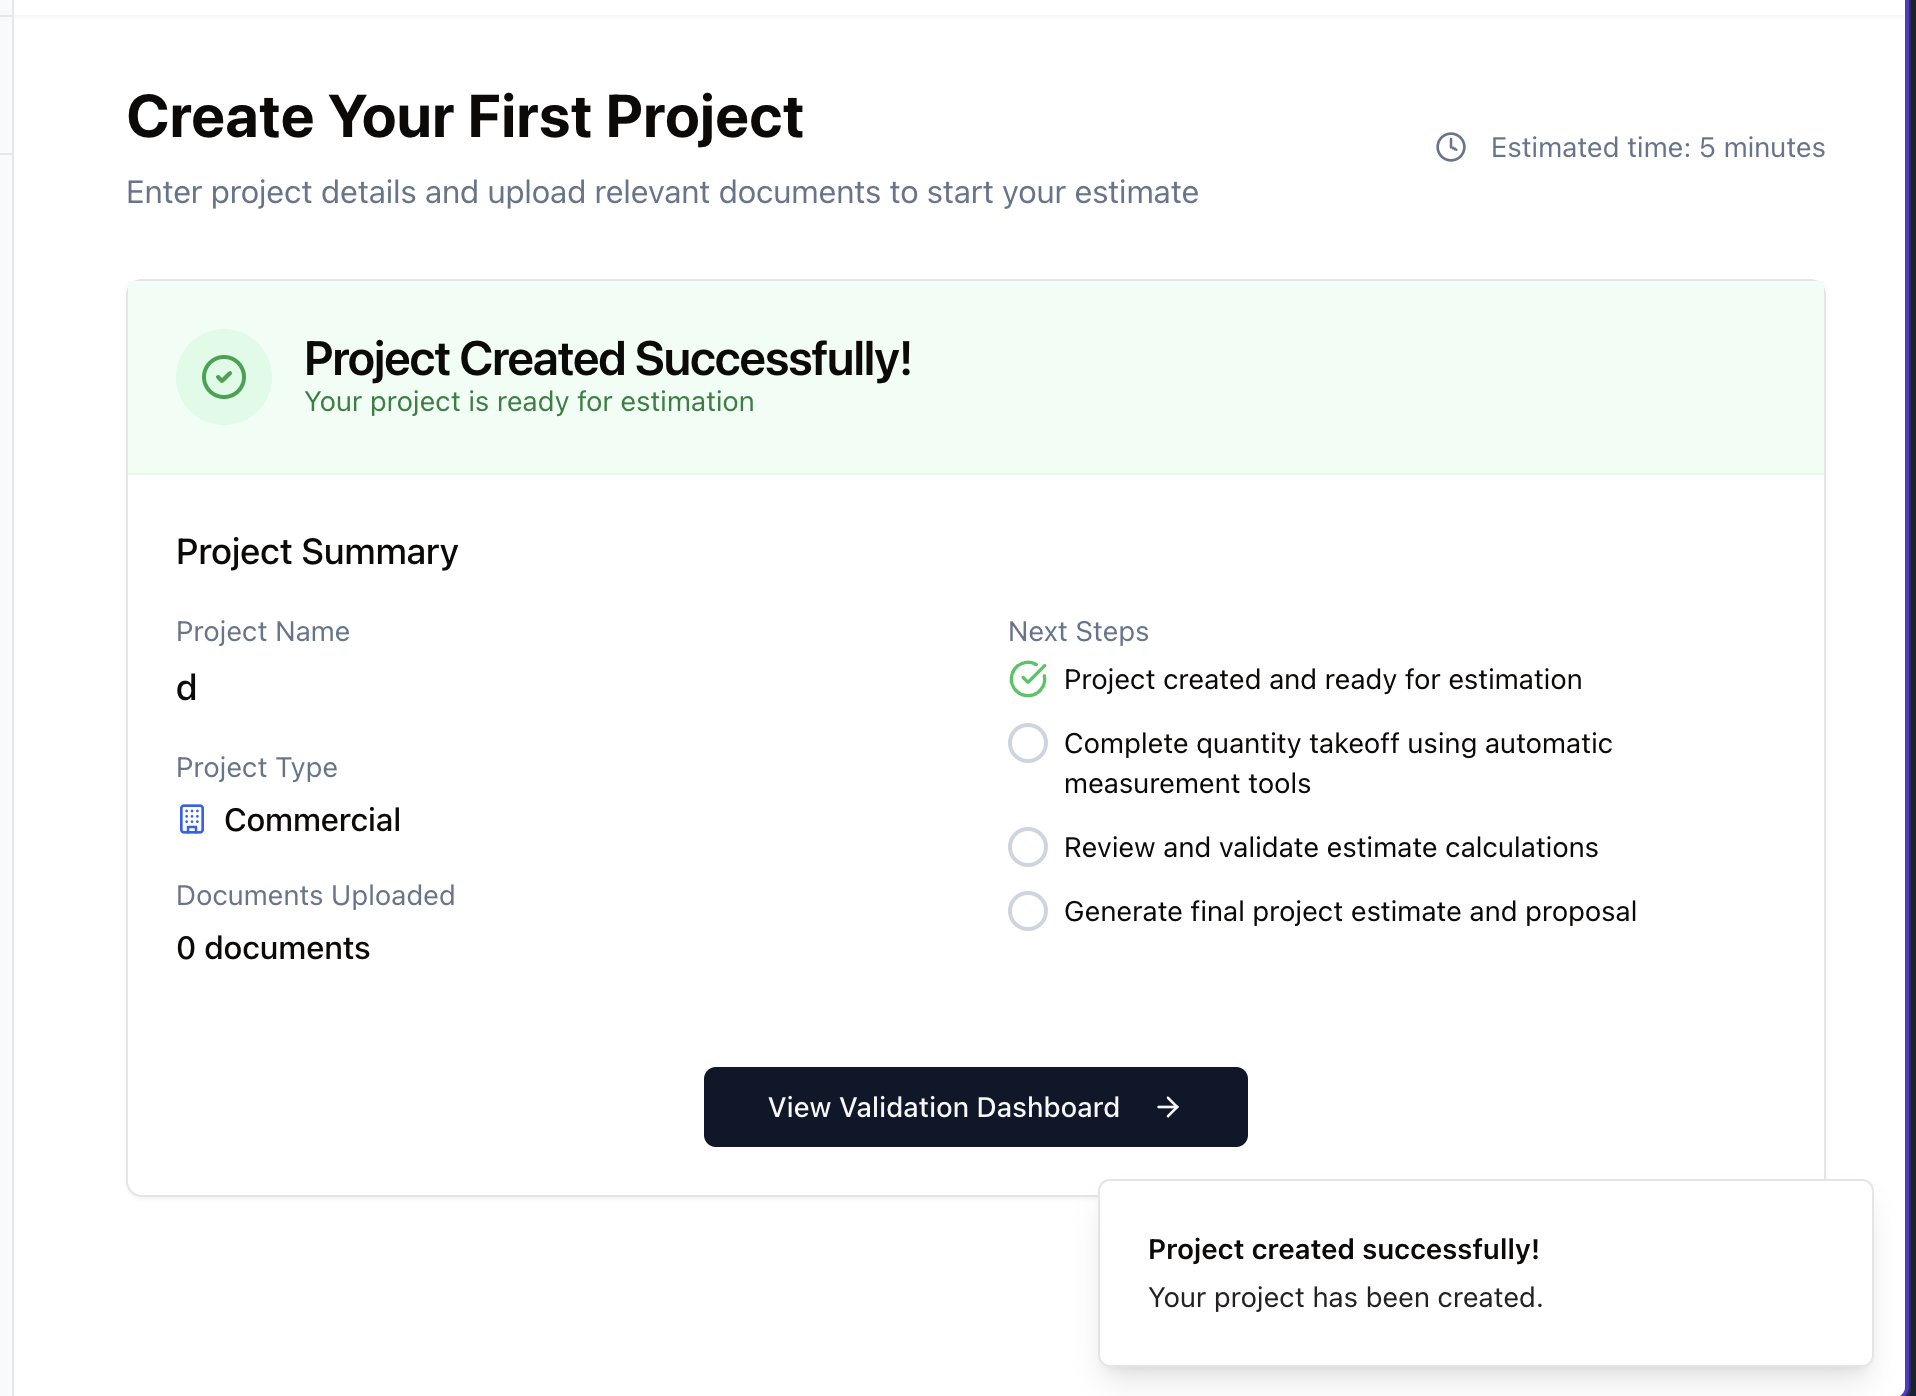 Create Your First Project
Estimated time: 5 minutes
Enter project details and upload relevant documents to start your estimate
Project Created Successfully!
Your project is ready for estimation
Project Summary
Project Name
d
Project Type
Commercial
Documents Uploaded
0 documents
Next Steps
Project created and ready for estimation
Complete quantity takeoff using automatic
measurement tools
Review and validate estimate calculations
Generate final project estimate and proposal
View Validation Dashboard
Project created successfully!
Your project has been created.